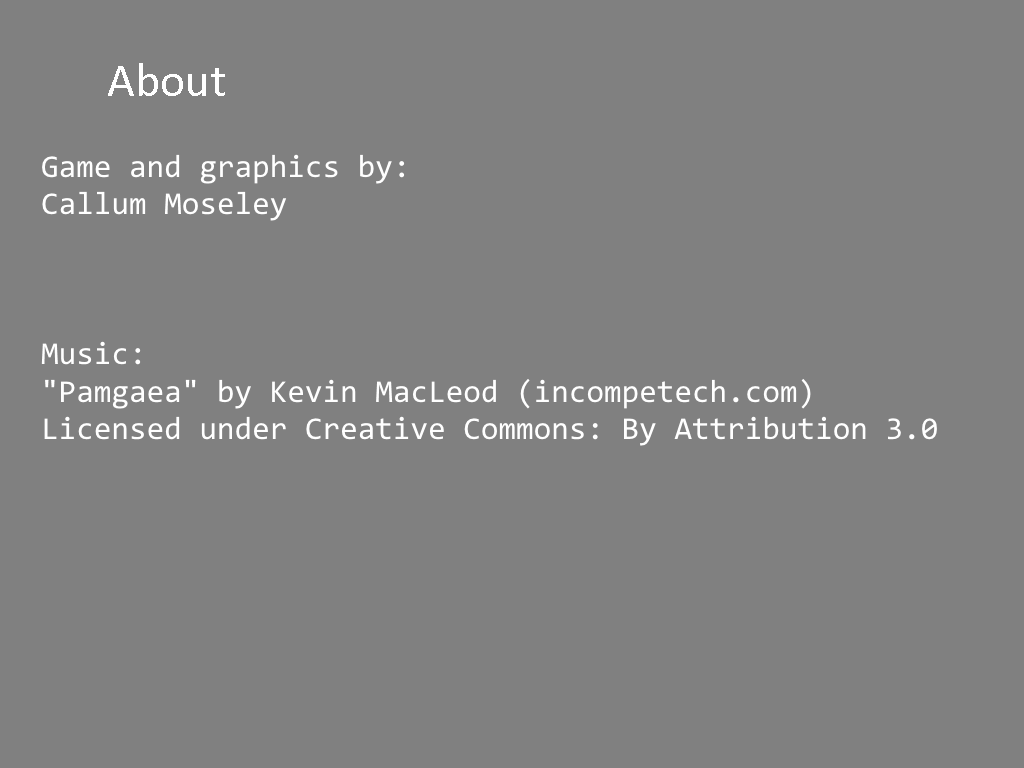 About
Game and graphics by:
Callum Moseley
Music:
"Pamgaea" by Kevin MacLeod (incompetech.com)
Licensed under Creative Commons: By Attribution 3.0